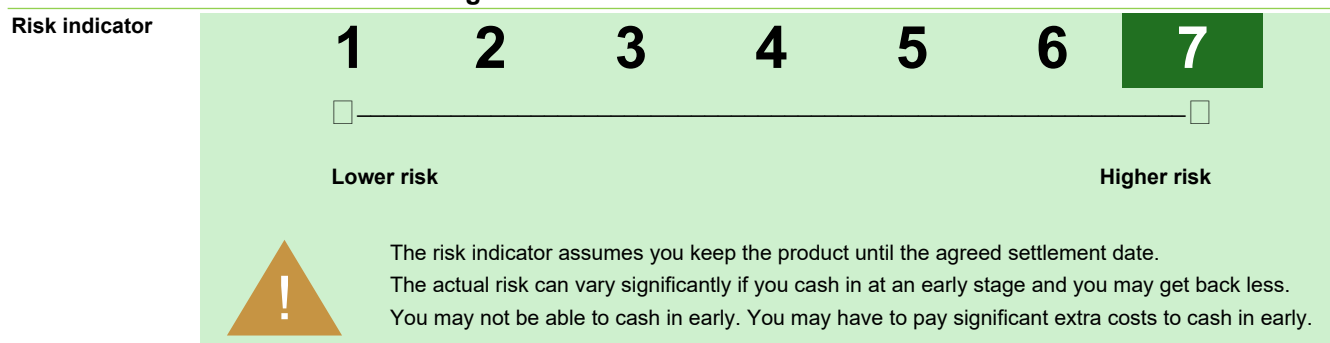 Risk indicator
1 2 3 4 5 6 7
Lower risk Higher risk
The risk indicator assumes you keep the product until the agreed settlement date.
! The actual risk can vary significantly if you cash in at an early stage and you may get back less.
You may not be able to cash in early. You may have to pay significant extra costs to cash in early.